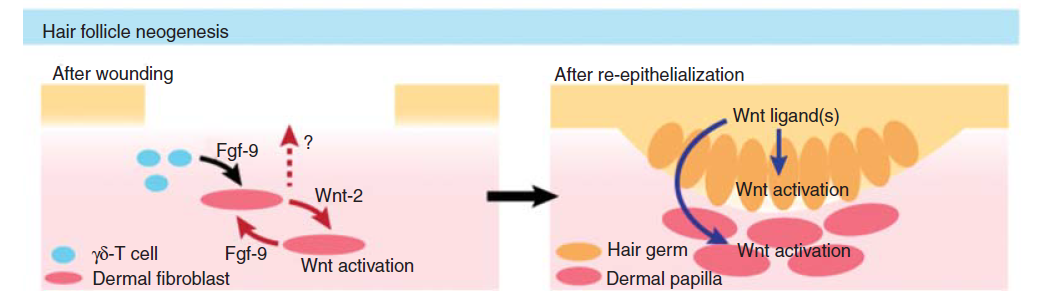 Hair follicle neogenesis
After wounding
Fgf-9
?
Wnt-2
Fgf-9
Wnt activation
γδ-T cell
Dermal fibroblast
After re-epithelialization
Wnt ligand(s)
Wnt activation
Wnt activation
Hair germ
Dermal papilla